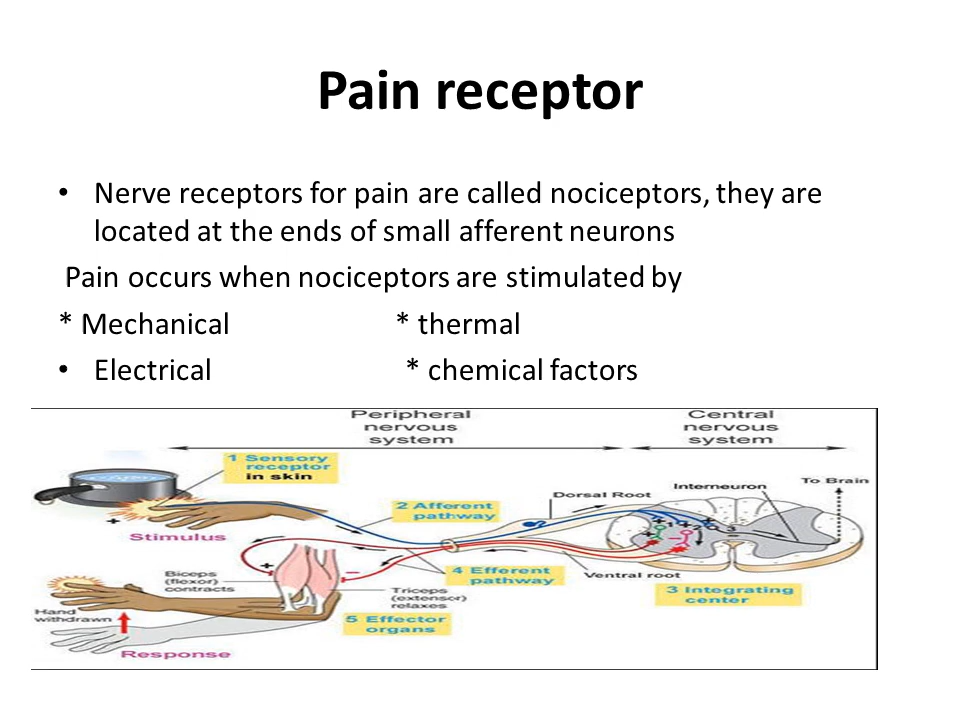 Pain receptor
• Nerve receptors for pain are called nociceptors, they are
located at the ends of small afferent neurons
Pain occurs when nociceptors are stimulated by
* Mechanical * thermal
• Electrical * chemical factors
Peripheral
nervous
system
Central
nervous
system
1 Sensory
receptor
in skin
To Brain
Interneuron
Dorsal Root
2 Afferent
pathway
+
Stimulus
1
2
3
+
-
4 Efferent
pathway
Ventral root
3 Integrating
center
Biceps
(flexor)
contracts
Triceps
(extensor)
relaxes
Hand
withdrawn
5 Effector
organs
Response